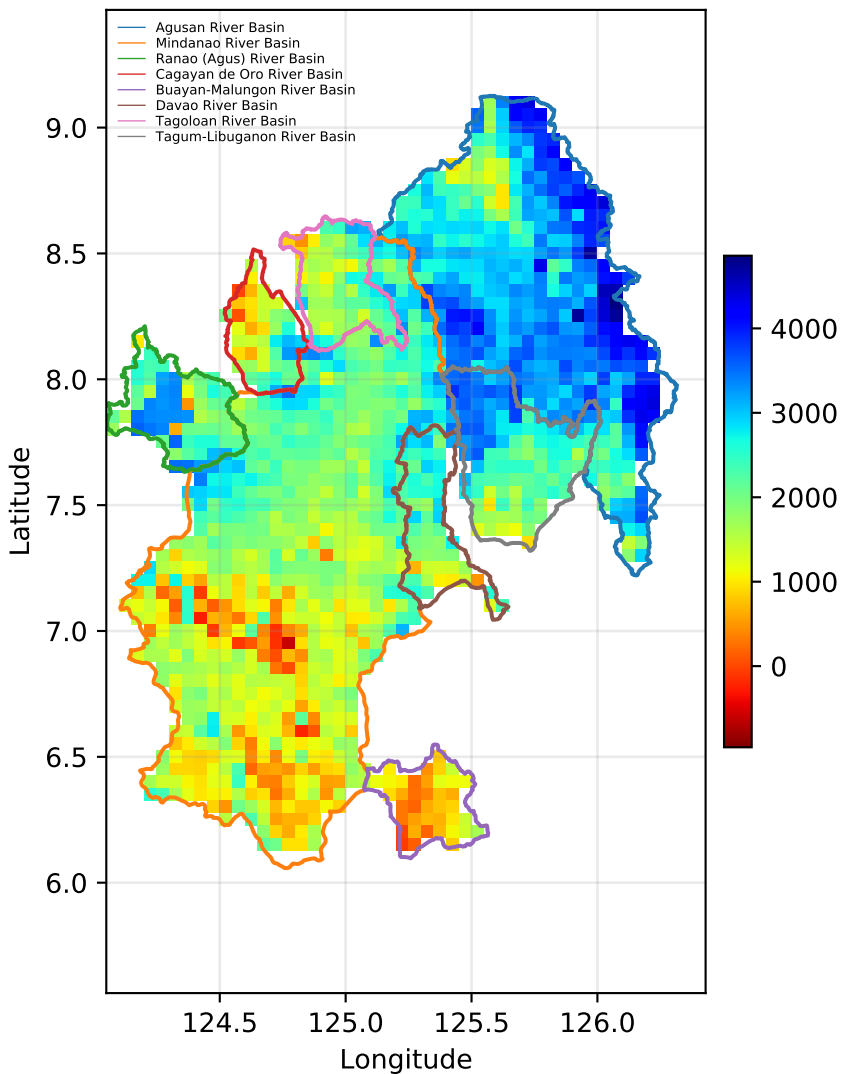 Agusan River Basin
Mindanao River Basin
Ranao (Agus) River Basin
Cagayan de Oro River Basin
Buayan-Malungon River Basin
Davao River Basin
Tagoloan River Basin
Tagum-Libuganon River Basin
9.0
8.5
8.0
7.5
7.0
6.5
6.0
Latitude
124.5 125.0 125.5 126.0
Longitude
4000
3000
2000
1000
0